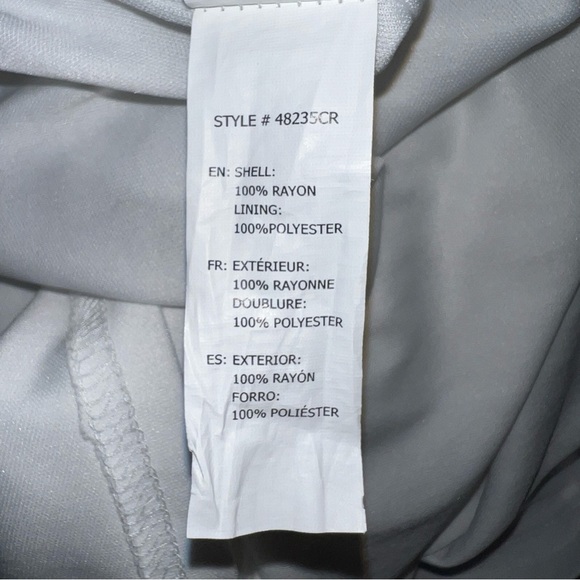 STYLE # 48235CR
EN: SHELL:
100% RAYON
LINING:
100%POLYESTER
FR: EXTÉRIEUR:
100% RAYONNE
DOUBLURE:
100% POLYESTER
ES: EXTERIOR:
100% RAYÓN
FORRO:
100% POLIÉSTER